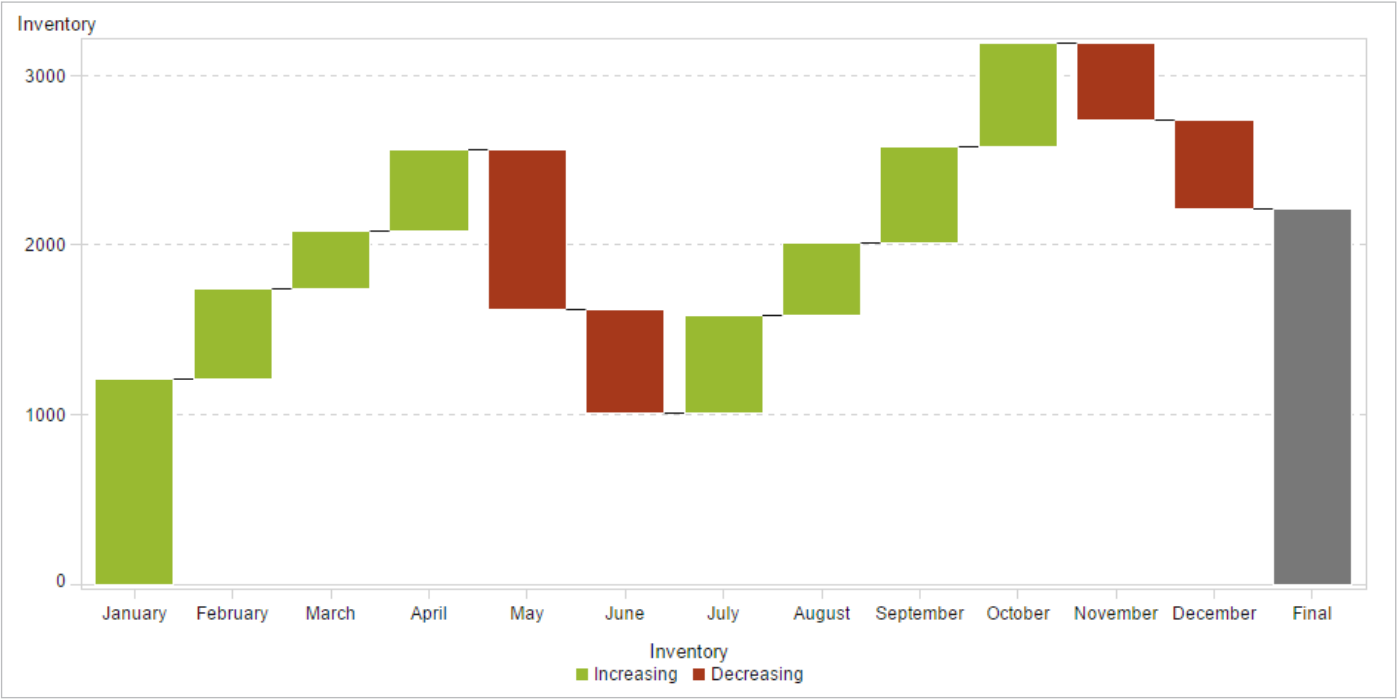 Inventory
3000
2000
1000
0
January February March April May June July August September October November December Final
Inventory
Increasing Decreasing